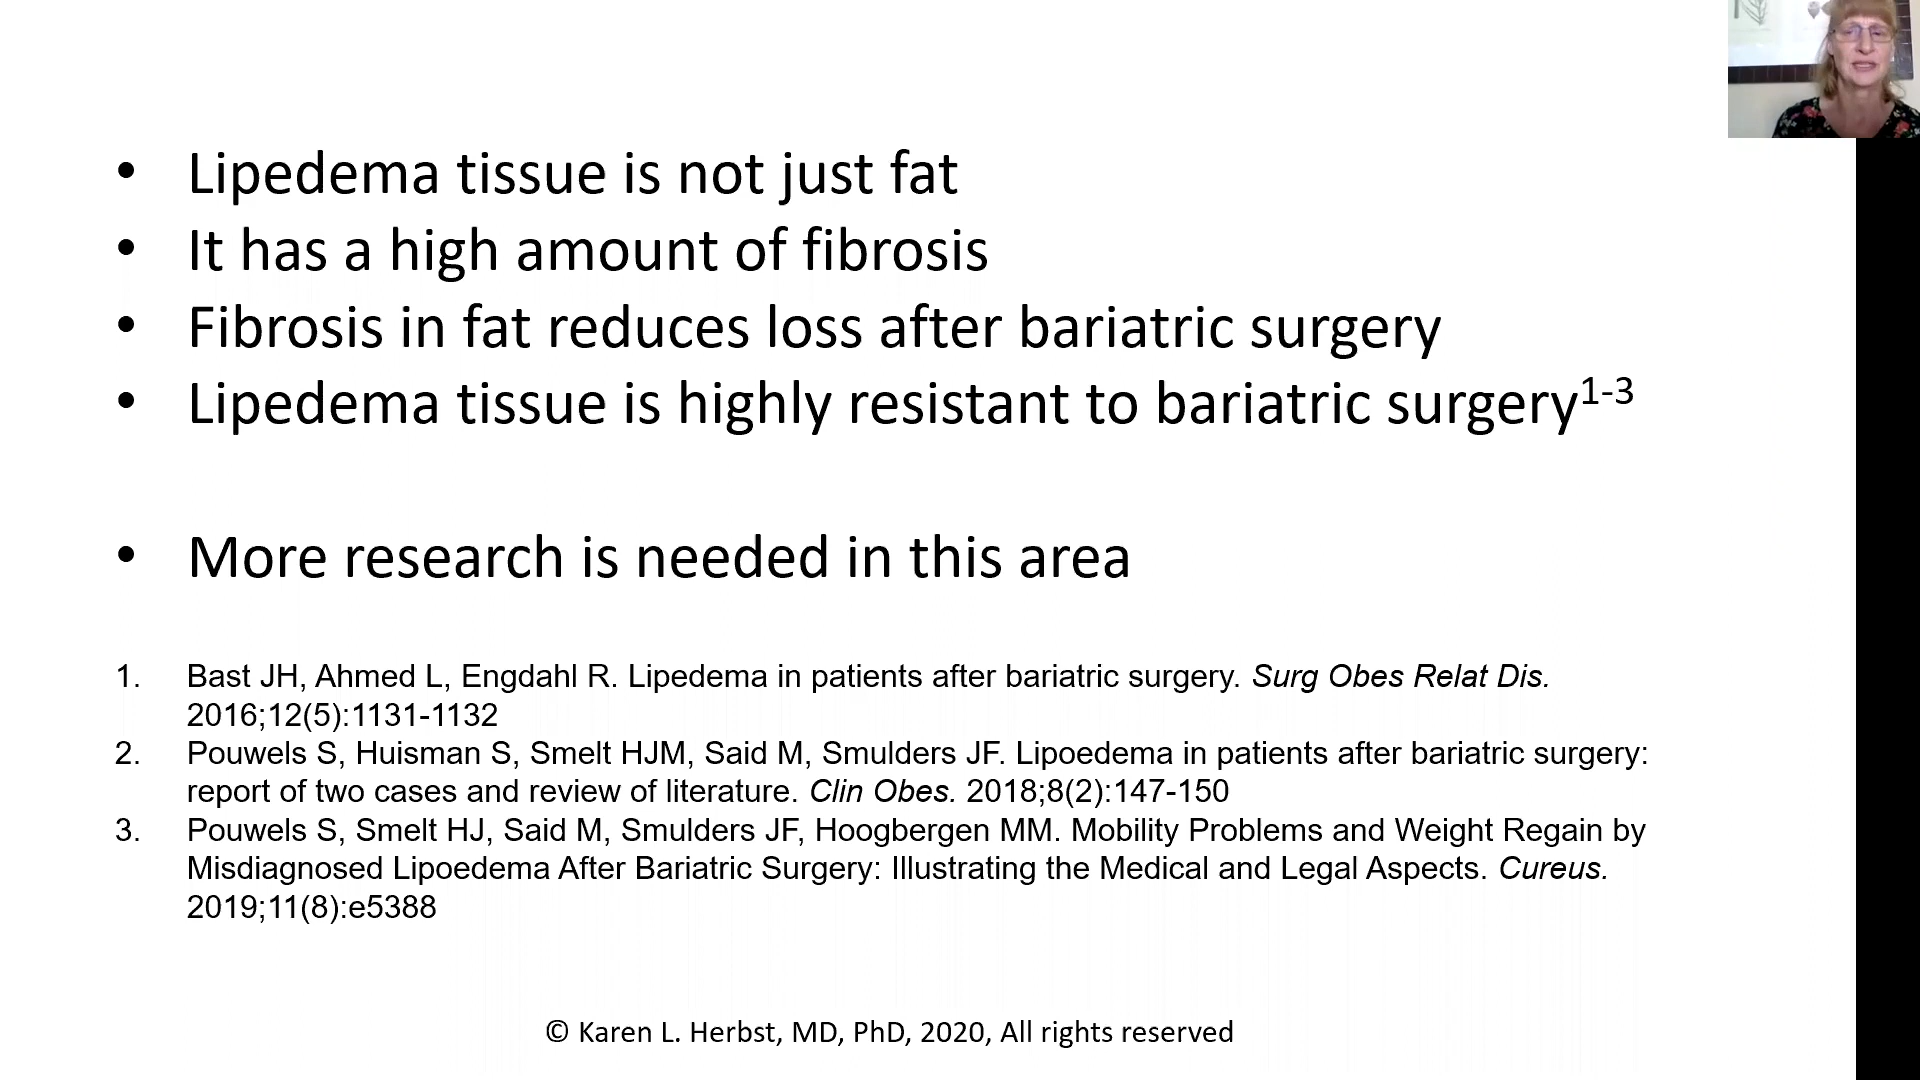 • Lipedema tissue is not just fat
• It has a high amount of fibrosis
• Fibrosis in fat reduces loss after bariatric surgery
• Lipedema tissue is highly resistant to bariatric surgery1-3
• More research is needed in this area
1. Bast JH, Ahmed L, Engdahl R. Lipedema in patients after bariatric surgery. Surg Obes Relat Dis.
2016;12(5):1131-1132
2. Pouwels S, Huisman S, Smelt HJM, Said M, Smulders JF. Lipoedema in patients after bariatric surgery:
report of two cases and review of literature. Clin Obes. 2018;8(2):147-150
3. Pouwels S, Smelt HJ, Said M, Smulders JF, Hoogbergen MM. Mobility Problems and Weight Regain by
Misdiagnosed Lipoedema After Bariatric Surgery: Illustrating the Medical and Legal Aspects. Cureus.
2019;11(8):e5388
© Karen L. Herbst, MD, PhD, 2020, All rights reserved